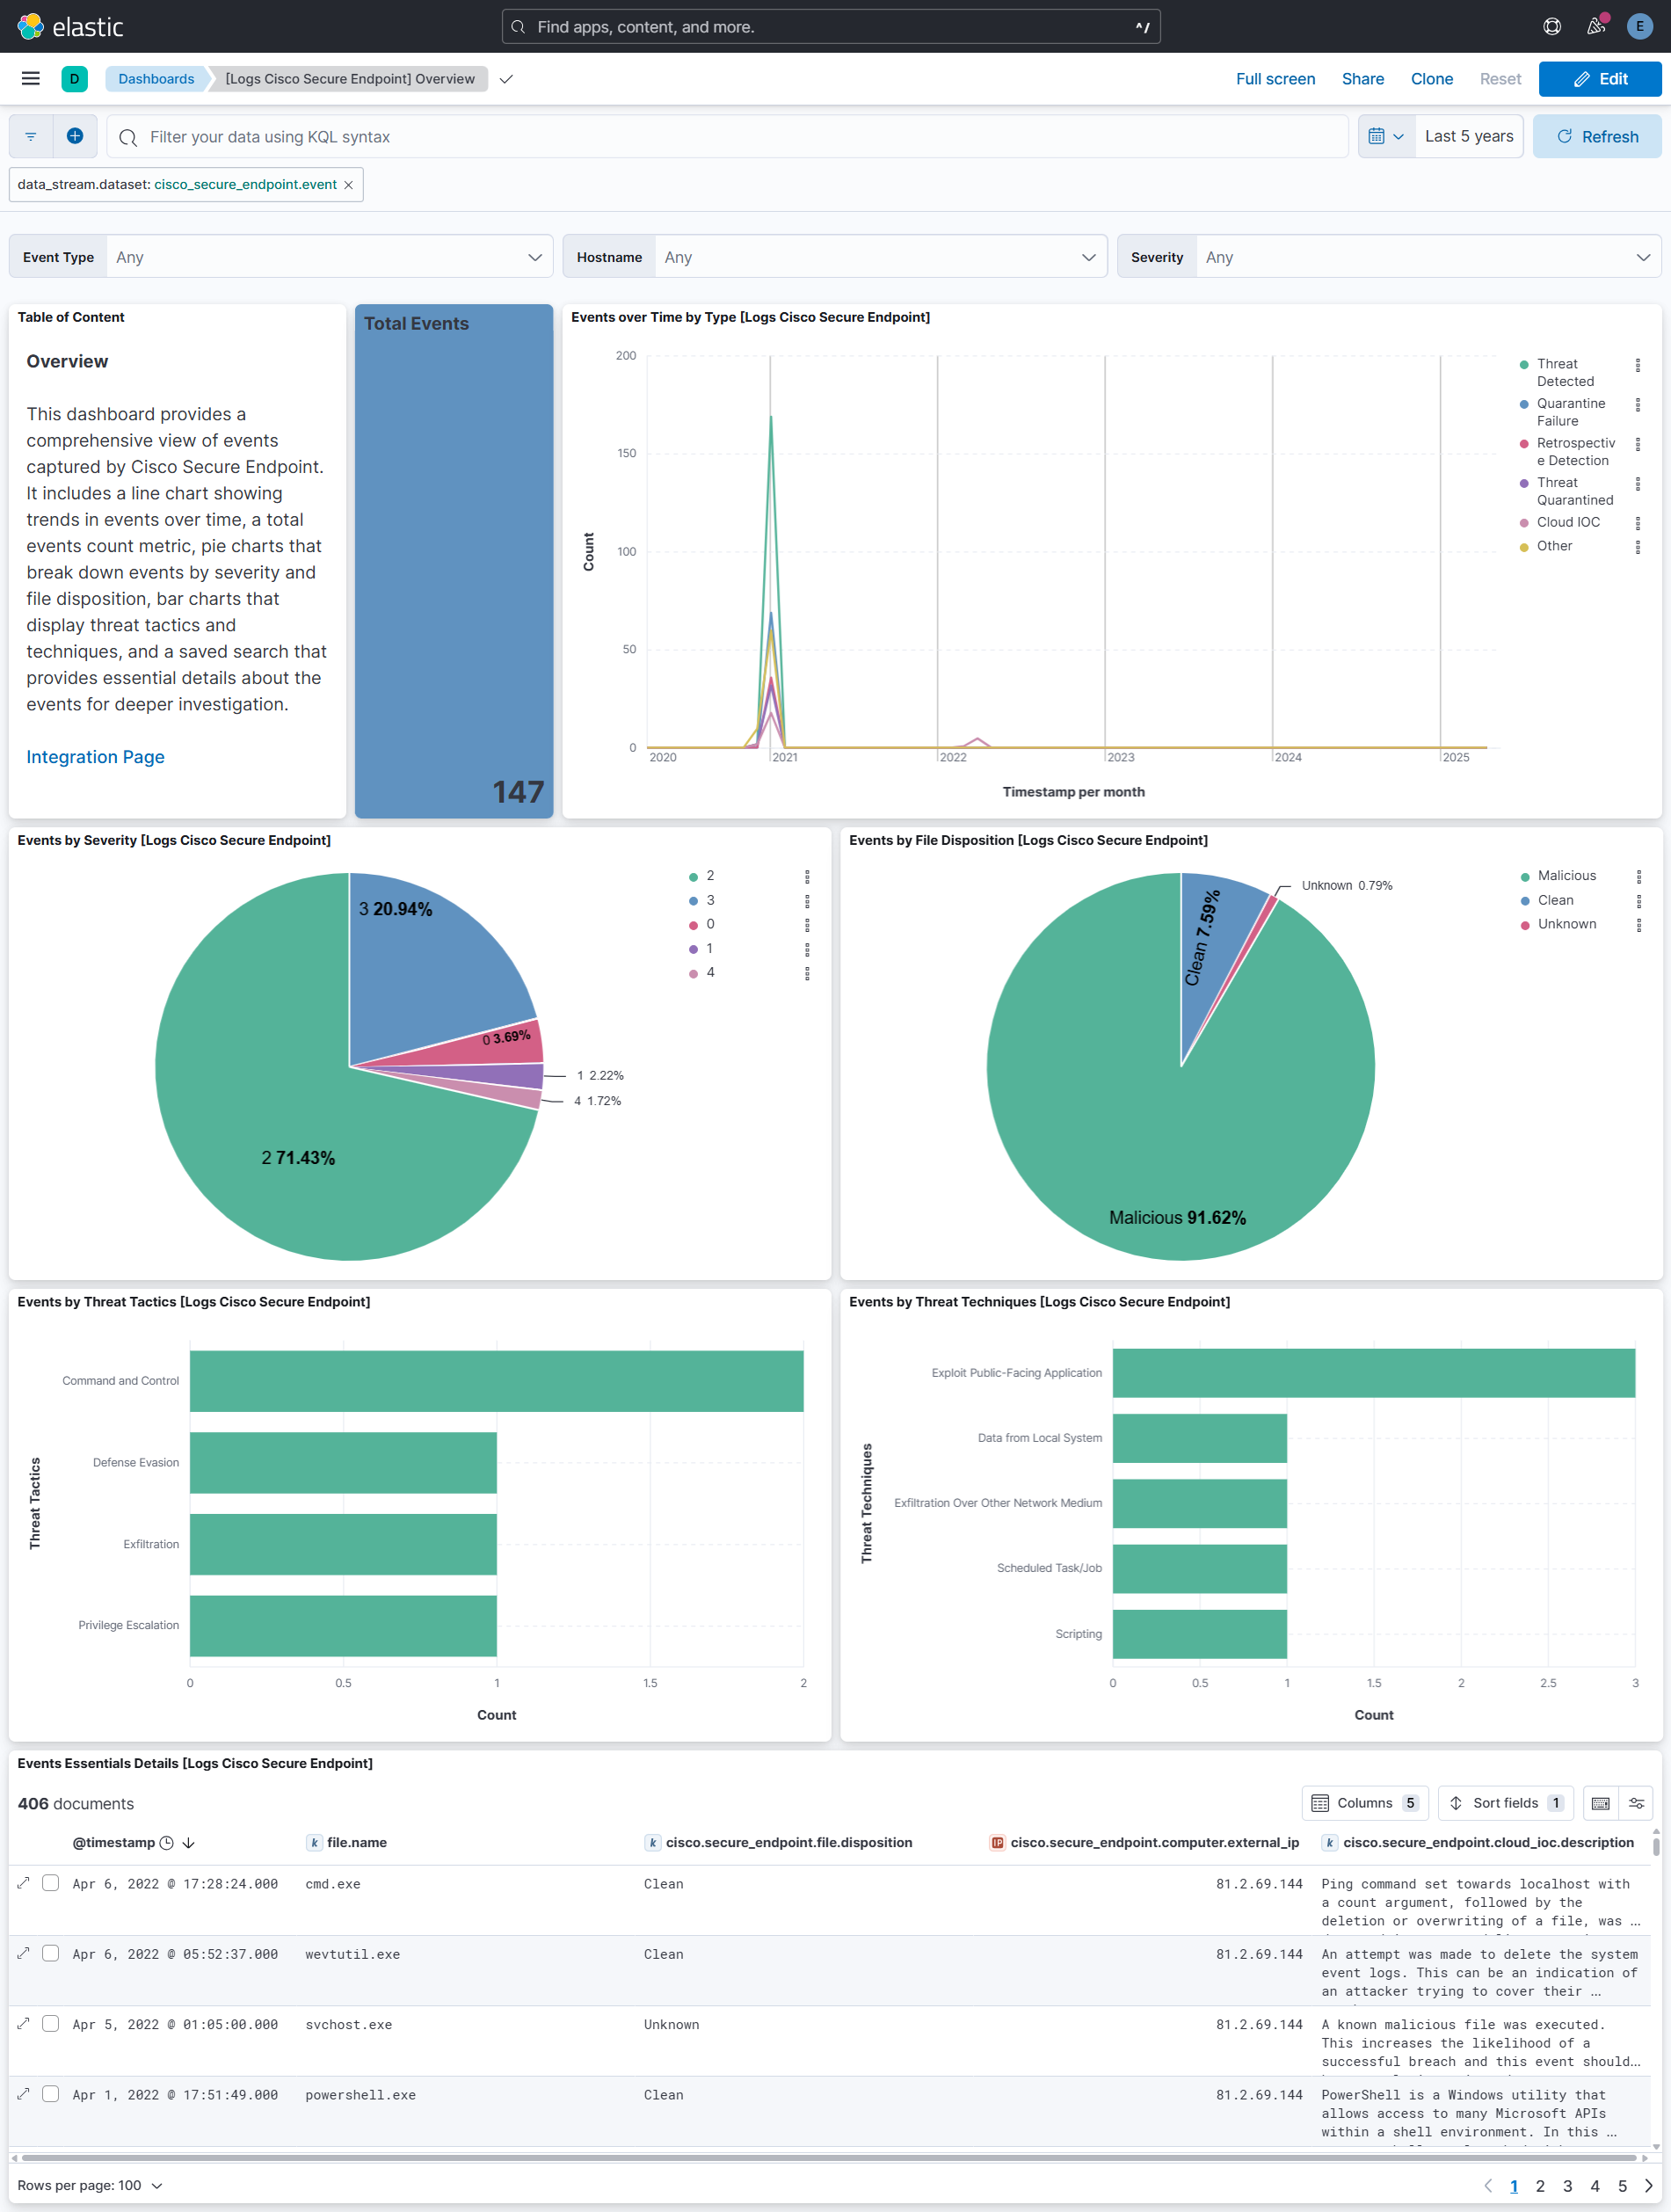 elastic
Find apps, content, and more.
^/
E
D
Dashboards
[Logs Cisco Secure Endpoint] Overview
Full screen
Share
Clone
Reset
Edit
Filter your data using KQL syntax
Last 5 years
Refresh
data_stream.dataset: cisco_secure_endpoint.event
Event Type
Any
Hostname
Any
Severity
Any
Table of Content
Overview
This dashboard provides a
comprehensive view of events
captured by Cisco Secure Endpoint.
It includes a line chart showing
trends in events over time, a total
events count metric, pie charts that
break down events by severity and
file disposition, bar charts that
display threat tactics and
techniques, and a saved search that
provides essential details about the
events for deeper investigation.
Integration Page
Total Events
147
Events over Time by Type [Logs Cisco Secure Endpoint]
200
150
100
50
0
Count
2020
2021
2022
2023
2024
2025
Timestamp per month
Threat
Detected
Quarantine
Failure
Retrospectiv
e Detection
Threat
Quarantined
Cloud IOC
Other
Events by Severity [Logs Cisco Secure Endpoint]
3 20.94%
0 3.69%
1 2.22%
4 1.72%
2 71.43%
2
3
0
1
4
Events by File Disposition [Logs Cisco Secure Endpoint]
Clean 7.59%
Unknown 0.79%
Malicious 91.62%
Malicious
Clean
Unknown
Events by Threat Tactics [Logs Cisco Secure Endpoint]
Threat Tactics
Command and Control
Defense Evasion
Exfiltration
Privilege Escalation
0
0.5
1
1.5
2
Count
Events by Threat Techniques [Logs Cisco Secure Endpoint]
Threat Techniques
Exploit Public-Facing Application
Data from Local System
Exfiltration Over Other Network Medium
Scheduled Task/Job
Scripting
0
0.5
1
1.5
2
2.5
3
Count
Events Essentials Details [Logs Cisco Secure Endpoint]
406 documents
Columns 5
Sort fields 1
@timestamp
k file.name
k cisco.secure_endpoint.file.disposition
IP cisco.secure_endpoint.computer.external_ip
k cisco.secure_endpoint.cloud_ioc.description
Apr 6, 2022 @ 17:28:24.000
cmd.exe
Clean
81.2.69.144
Ping command set towards localhost with
a count argument, followed by the
deletion or overwriting of a file, was …
Apr 6, 2022 @ 05:52:37.000
wevtutil.exe
Clean
81.2.69.144
An attempt was made to delete the system
event logs. This can be an indication of
an attacker trying to cover their …
Apr 5, 2022 @ 01:05:00.000
svchost.exe
Unknown
81.2.69.144
A known malicious file was executed.
This increases the likelihood of a
successful breach and this event should…
Apr 1, 2022 @ 17:51:49.000
powershell.exe
Clean
81.2.69.144
PowerShell is a Windows utility that
allows access to many Microsoft APIs
within a shell environment. In this …
Rows per page: 100
1 2 3 4 5